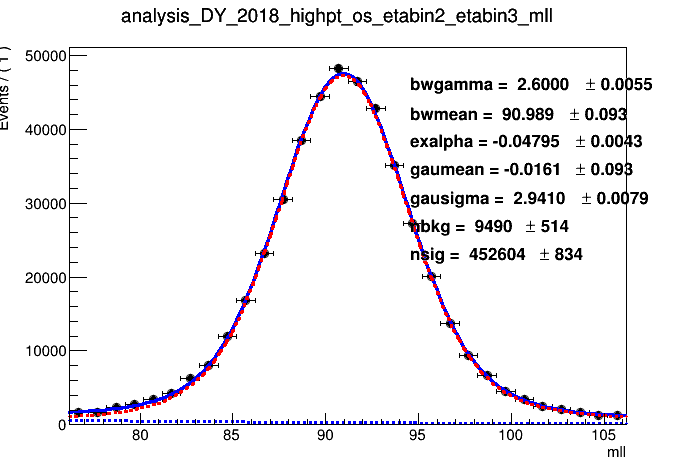 analysis_DY_2018_highpt_os_etabin2_etabin3_mll
Events / ( 1 )
50000
40000
30000
20000
10000
0
bwgamma = 2.6000 ± 0.0055
bwmean = 90.989 ± 0.093
exalpha = -0.04795 ± 0.0043
gaumean = -0.0161 ± 0.093
gausigma = 2.9410 ± 0.0079
nbkg = 9490 ± 514
nsig = 452604 ± 834
80 85 90 95 100 105
mll